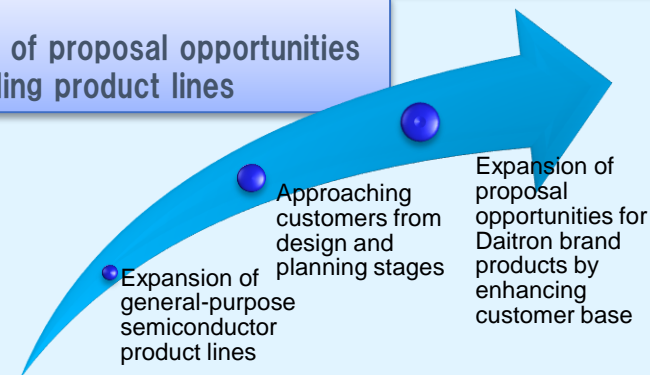 of proposal opportunities
product lines
Expansion of
general-purpose
semiconductor
product lines
Approaching
customers from
design and
planning stages
Expansion of
proposal
opportunities for
Daitron brand
products by
enhancing
customer base